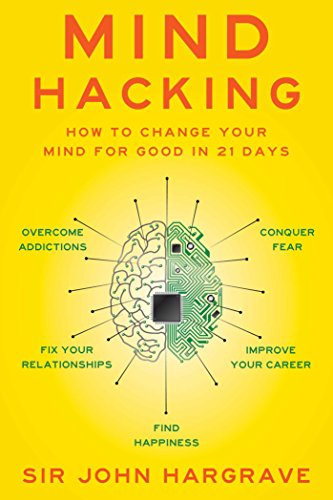 MIND
HACKING
HOW TO CHANGE YOUR
MIND FOR GOOD IN 21 DAYS
OVERCOME
ADDICTIONS
CONQUER
FEAR
FIX YOUR
RELATIONSHIPS
IMPROVE
YOUR CAREER
FIND
HAPPINESS
SIR JOHN HARGRAVE